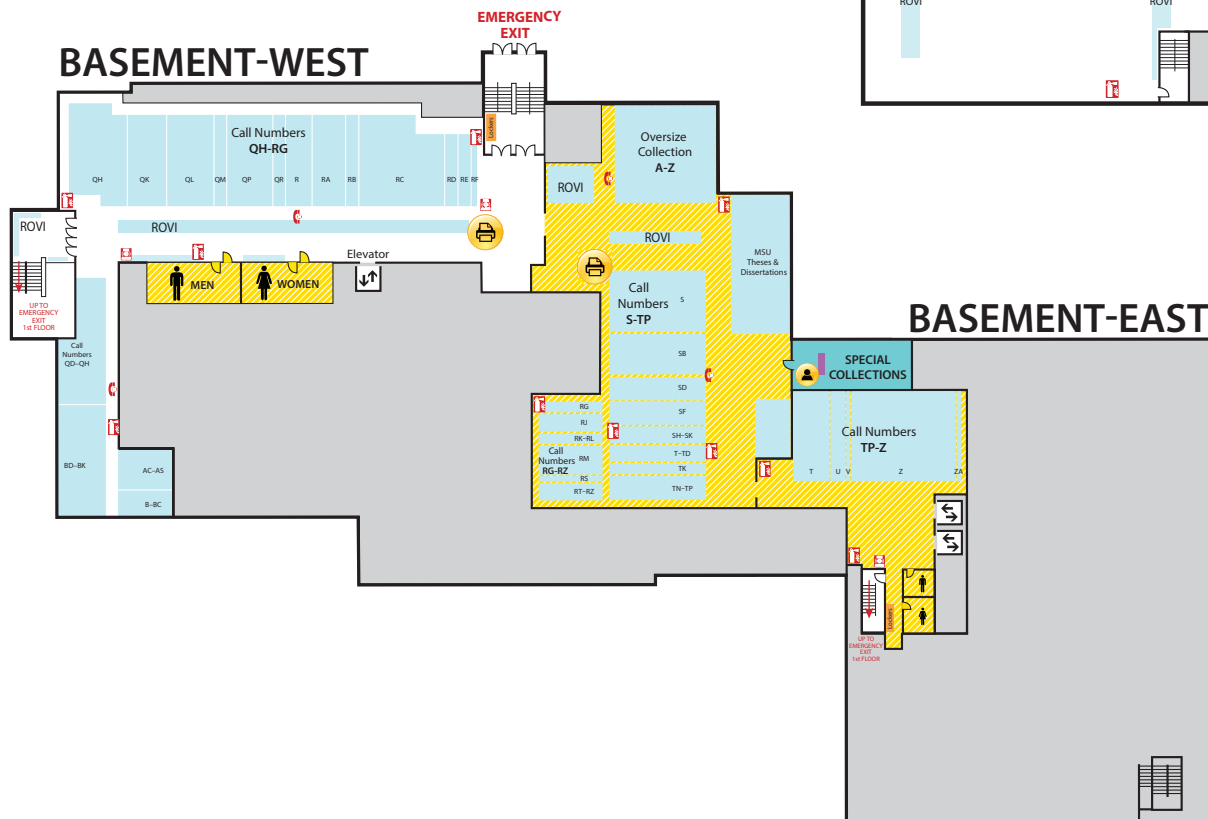 ROVI
ROVI
EMERGENCY
EXIT
BASEMENT-WEST
Lockers
Call Numbers
QH-RG
QH
QK
QL
QM
QP
QR
R
RA
RB
RC
RD
RE
RF
Oversize
Collection
A-Z
ROVI
ROVI
ROVI
ROVI
MSU
Theses &
Dissertations
Elevator
MEN
WOMEN
UP TO
EMERGENCY
EXIT
1st FLOOR
Call
Numbers
QD–QH
BD–BK
AC–AS
B–BC
Call
Numbers
S-TP
S
SB
SD
SF
SH–SK
T–TD
TK
TN–TP
RG
RJ
RK–RL
Call
Numbers
RG-RZ
RM
RS
RT–RZ
BASEMENT-EAST
SPECIAL
COLLECTIONS
Call Numbers
TP-Z
T
U
V
Z
ZA
Lockers
UP TO
EMERGENCY
EXIT
1st FLOOR